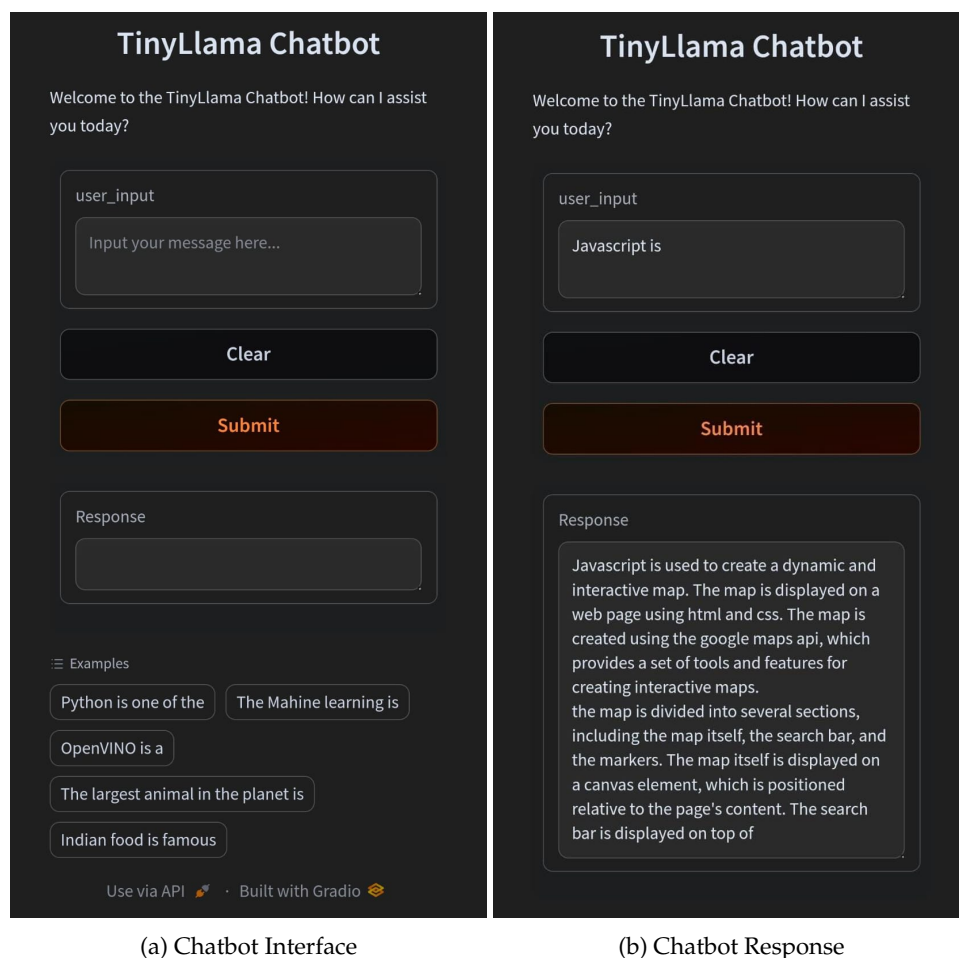 TinyLlama Chatbot
Welcome to the TinyLlama Chatbot! How can I assist
you today?
user_input
Input your message here...
Clear
Submit
Response
Examples
Python is one of the
The Mahine learning is
OpenVINO is a
The largest animal in the planet is
Indian food is famous
Use via API · Built with Gradio
(a) Chatbot Interface
TinyLlama Chatbot
Welcome to the TinyLlama Chatbot! How can I assist
you today?
user_input
Javascript is
Clear
Submit
Response
Javascript is used to create a dynamic and
interactive map. The map is displayed on a
web page using html and css. The map is
created using the google maps api, which
provides a set of tools and features for
creating interactive maps.
the map is divided into several sections,
including the map itself, the search bar, and
the markers. The map itself is displayed on
a canvas element, which is positioned
relative to the page's content. The search
bar is displayed on top of
(b) Chatbot Response